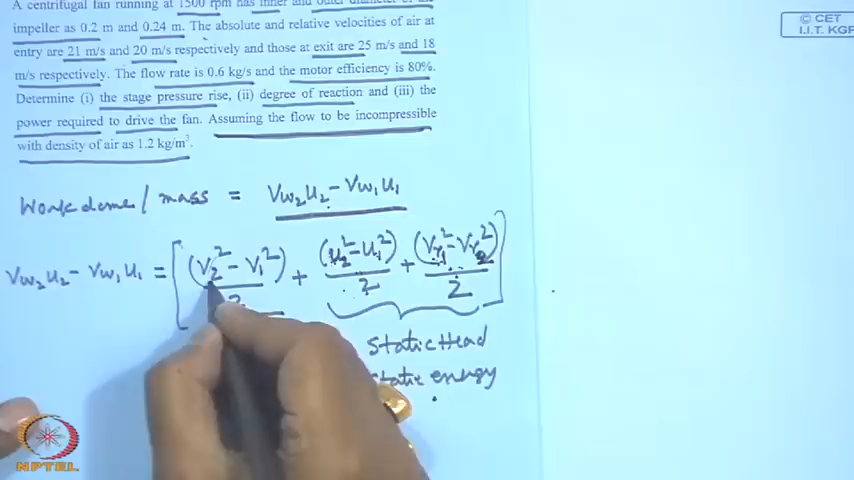 A centrifugal fan running at 1500 rpm has inner and outer diameter of the
impeller as 0.2 m and 0.24 m. The absolute and relative velocities of air at
entry are 21 m/s and 20 m/s respectively and those at exit are 25 m/s and 18
m/s respectively. The flow rate is 0.6 kg/s and the motor efficiency is 80%.
Determine (i) the stage pressure rise, (ii) degree of reaction and (iii) the
power required to drive the fan. Assuming the flow to be incompressible
with density of air as 1.2 kg/m³.
© CET
I.I.T. KGP
Work done / mass = Vw₂U₂ - Vw₁U₁
Vw₂U₂ - Vw₁U₁ = [(V₂² - V₁²)/2 + (U₂² - U₁²)/2 + (Vr₁² - Vr₂²)/2]
Static Head
Static energy
NPTEL